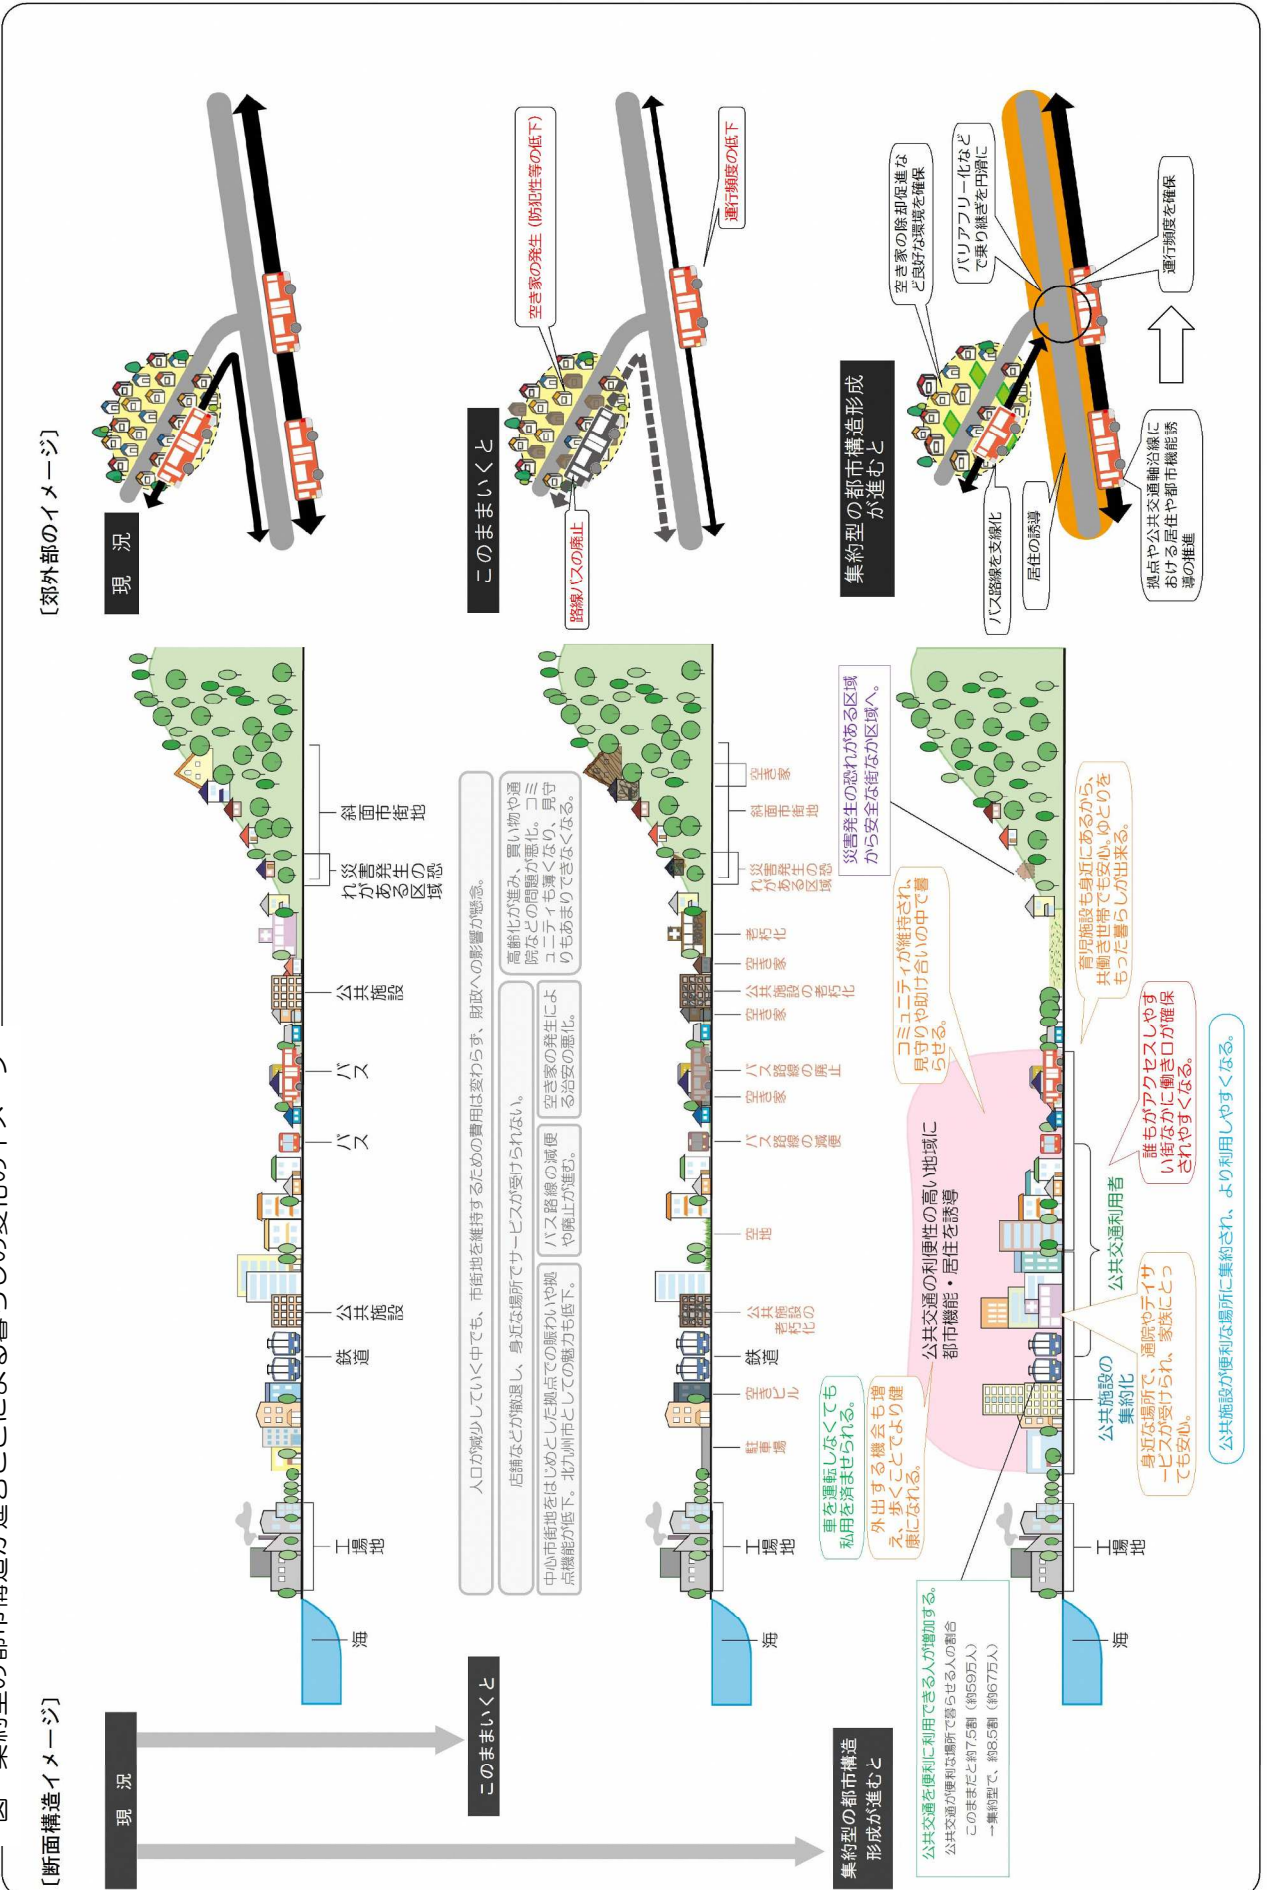 図　集約型の都市構造が進むことによる暮らしの変化のイメージ
［断面構造イメージ］
現　況
海
工場地
鉄道
公共施設
バス
バス
公共施設
災害発生の恐
れがある区域
斜面市街地
このままいくと
人口が減少していく中でも、市街地を維持するための費用は変わらず、財政への影響が懸念。
店舗などが撤退し、身近な場所でサービスが受けられない。
中心市街地をはじめとした拠点での賑わいや拠
点機能が低下。北九州市としての魅力も低下。
バス路線の減便
や廃止が進む。
空き家の発生によ
る治安の悪化。
高齢化が進み、買い物や通
院などの問題が悪化。コミ
ュニティも薄くなり、見守
りもあまりできなくなる。
海
工場地
駐車場
空きビル
鉄道
公共施設の
老朽化
空地
バス路線の減便
空き家
バス路線の廃止
空き家
公共施設の老朽化
空き家
老朽化
災害発生の恐
れがある区域
斜面市街地
空き家
集約型の都市構造
形成が進むと
車を運転しなくても
私用を済ませられる。
外出する機会も増
え、歩くことでより健
康になれる。
公共交通の利便性の高い地域に
都市機能・居住を誘導
コミュニティが維持され、
見守りや助け合いの中で暮
らせる。
災害発生の恐れがある区域
から安全な街なか区域へ。
公共交通を便利に利用できる人が増加する。
公共交通が便利な場所で暮らせる人の割合
このままだと約7.5割（約59万人）
→集約型で、約8.5割（約67万人）
海
工場地
公共施設の
集約化
公共交通利用者
身近な場所で、通院やデイサ
ービスが受けられ、家族にとっ
ても安心。
誰もがアクセスしやす
い街なかに働き口が確保
されやすくなる。
育児施設も身近にあるから、
共働き世帯でも安心。ゆとりを
もった暮らしが出来る。
公共施設が便利な場所に集約され、より利用しやすくなる。
［郊外部のイメージ］
現　況
このままいくと
路線バスの廃止
空き家の発生（防犯性等の低下）
運行頻度の低下
集約型の都市構造形成
が進むと
空き家の除却促進な
ど良好な環境を確保
バリアフリー化など
で乗り継ぎを円滑に
バス路線を支線化
居住の誘導
運行頻度を確保
拠点や公共交通軸沿線に
おける居住や都市機能誘
導の推進